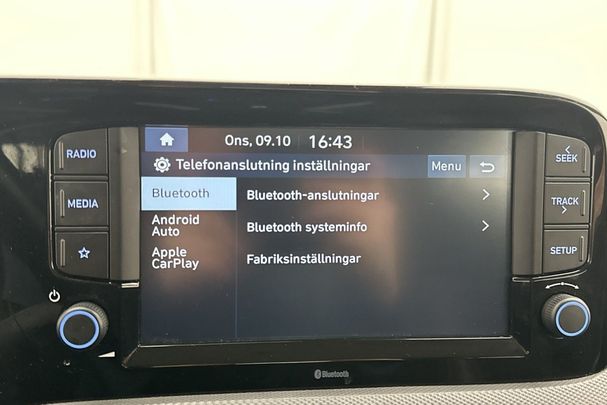 Ons, 09.10 16:43
RADIO
SEEK
Telefonanslutning inställningar Menu
Bluetooth
Bluetooth-anslutningar
MEDIA
TRACK
Android
Auto
Bluetooth systeminfo
Apple
CarPlay
Fabriksinställningar
SETUP
Bluetooth